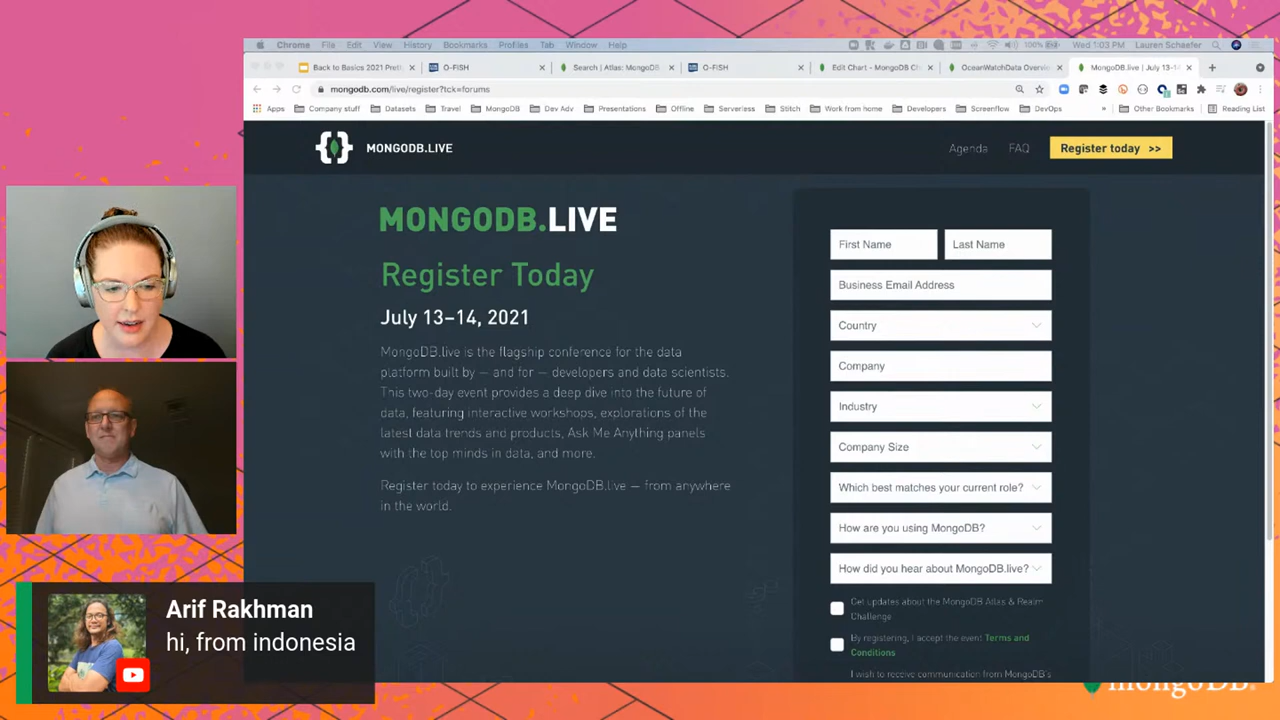 Chrome File Edit View History Bookmarks Profiles Tab Window Help
100% Wed 1:03 PM Lauren Schaefer
Back to Basics 2021 Prett
O-FISH
Search | Atlas: MongoDB
O-FISH
Edit Chart - MongoDB Ch
OceanWatchData Overvie
MongoDB.live | July 13-14
mongodb.com/live/register?tck=forums
Apps Company stuff Datasets Travel MongoDB Dev Adv Presentations Offline Serverless Stitch Work from home Developers Screenflow DevOps » Other Bookmarks Reading List
MONGODB.LIVE
Agenda FAQ Register today >>
MONGODB.LIVE
Register Today
July 13–14, 2021
MongoDB.live is the flagship conference for the data
platform built by — and for — developers and data scientists.
This two-day event provides a deep dive into the future of
data, featuring interactive workshops, explorations of the
latest data trends and products, Ask Me Anything panels
with the top minds in data, and more.
Register today to experience MongoDB.live — from anywhere
in the world.
First Name Last Name
Business Email Address
Country
Company
Industry
Company Size
Which best matches your current role?
How are you using MongoDB?
How did you hear about MongoDB.live?
Get updates about the MongoDB Atlas & Realm
Challenge
By registering, I accept the event Terms and
Conditions
I wish to receive communication from MongoDB's
Arif Rakhman
hi, from indonesia
mongoDB.